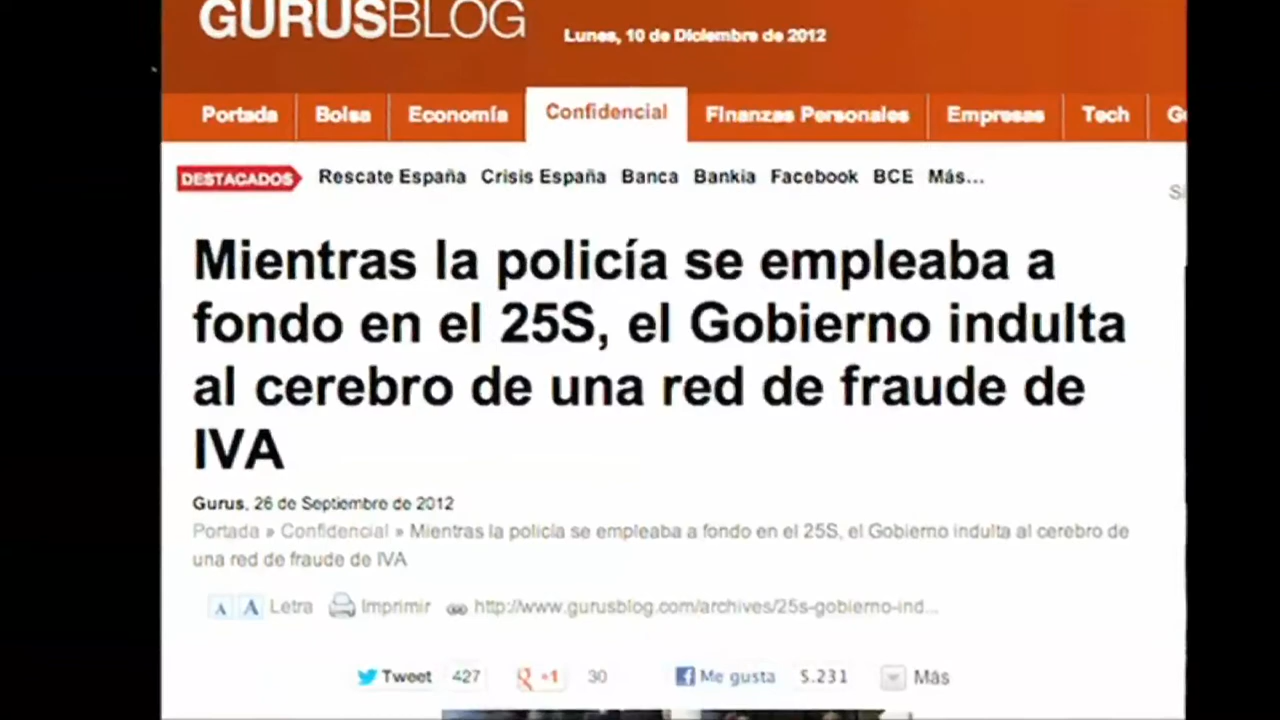 GURUSBLOG
Lunes, 10 de Diciembre de 2012
Portada Bolsa Economía Confidencial Finanzas Personales Empresas Tech
DESTACADOS Rescate España Crisis España Banca Bankia Facebook BCE Más...
Mientras la policía se empleaba a
fondo en el 25S, el Gobierno indulta
al cerebro de una red de fraude de
IVA
Gurus, 26 de Septiembre de 2012
Portada » Confidencial » Mientras la policía se empleaba a fondo en el 25S, el Gobierno indulta al cerebro de
una red de fraude de IVA
A A Letra Imprimir http://www.gurusblog.com/archives/25s-gobierno-ind...
Tweet 427 +1 30 Me gusta 5.231 Más